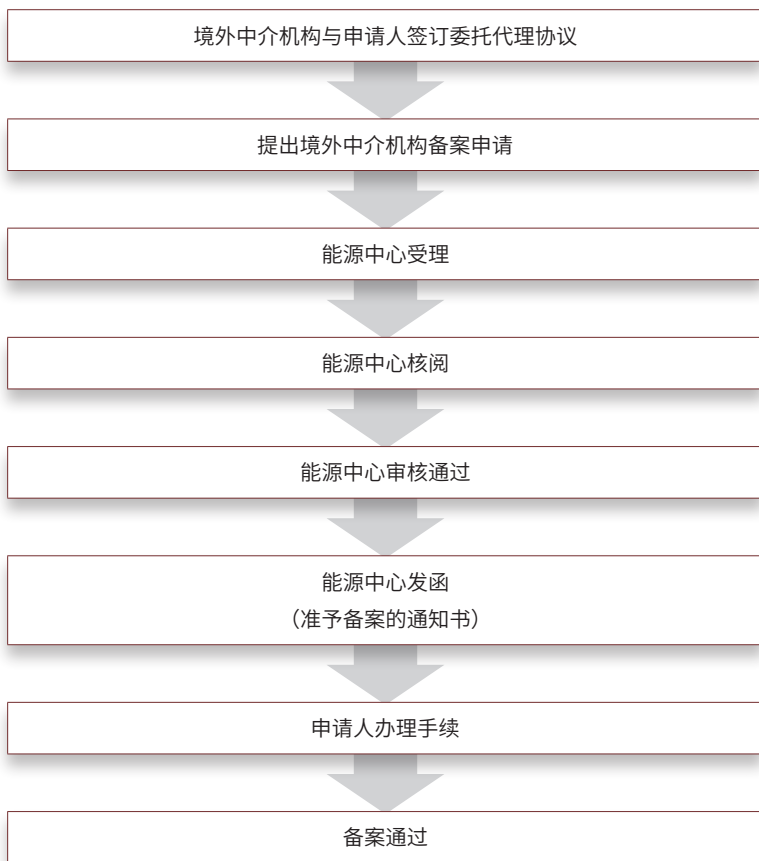 境外中介机构与申请人签订委托代理协议
提出境外中介机构备案申请
能源中心受理
能源中心核阅
能源中心审核通过
能源中心发函
（准予备案的通知书）
申请人办理手续
备案通过